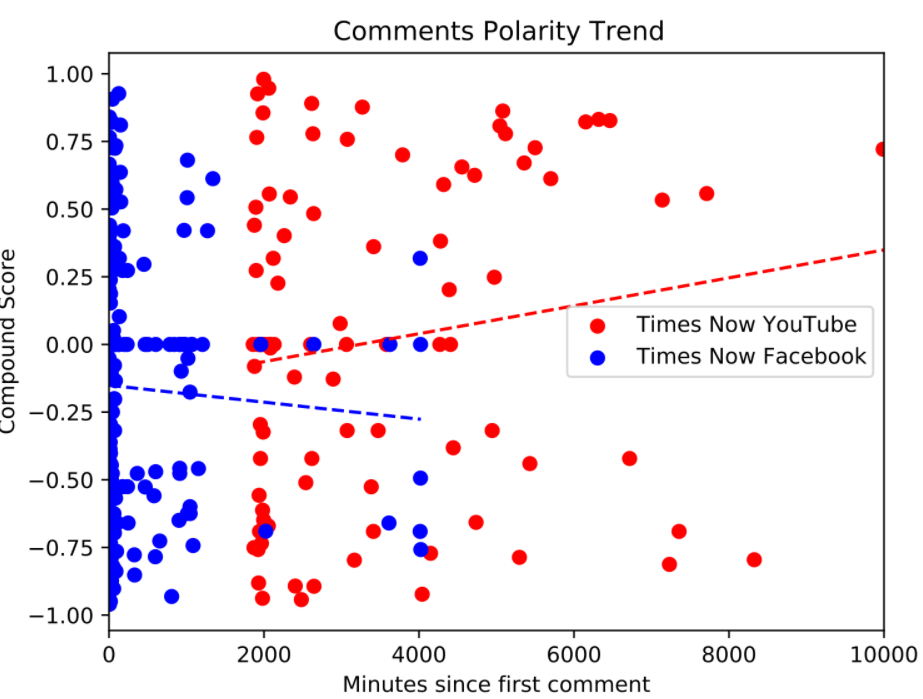 Comments Polarity Trend
1.00
0.75
0.50
0.25
0.00
−0.25
−0.50
−0.75
−1.00
Compound Score
Times Now YouTube
Times Now Facebook
0 2000 4000 6000 8000 10000
Minutes since first comment